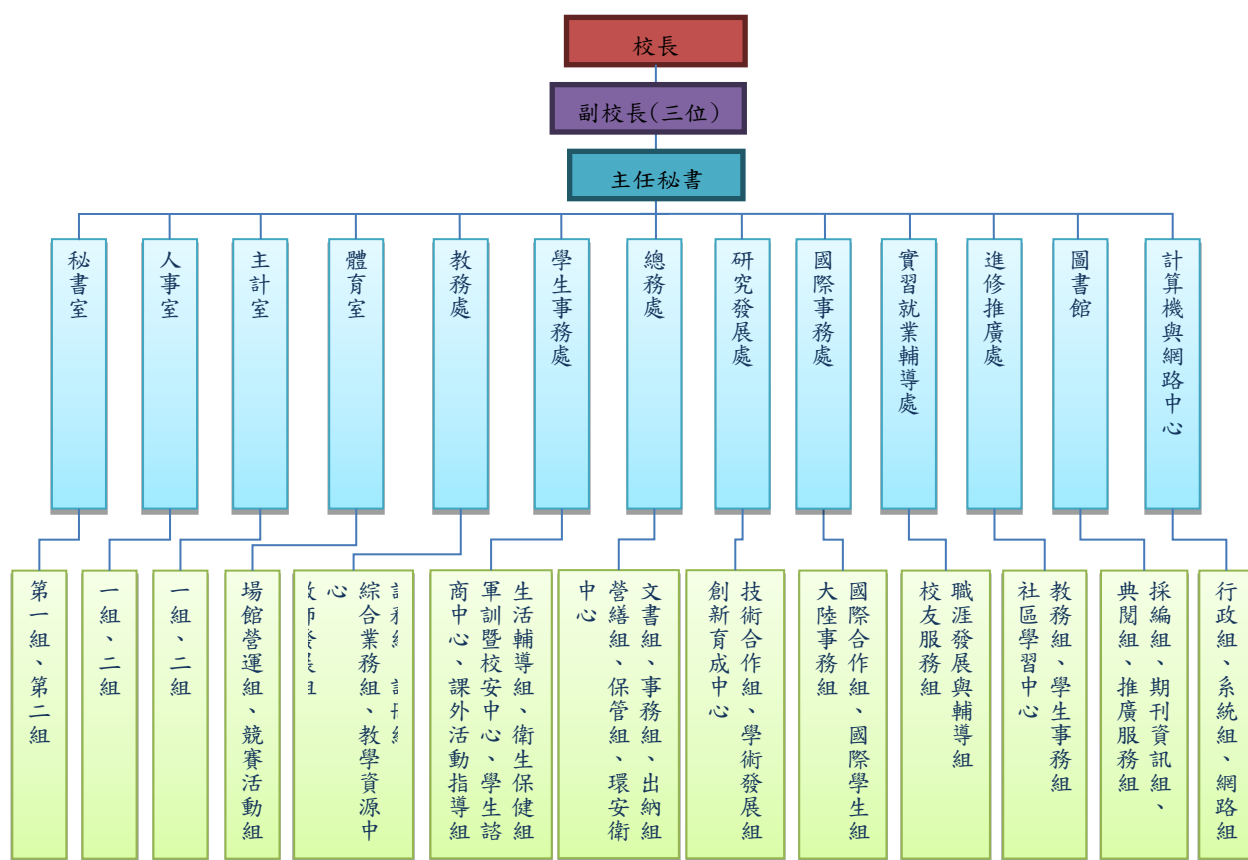 校長
副校長(三位)
主任秘書
秘書室
人事室
主計室
體育室
教務處
學生事務處
總務處
研究發展處
國際事務處
實習就業輔導處
進修推廣處
圖書館
計算機與網路中心
第一組、第二組
一組、二組
一組、二組
場館營運組、競賽活動組
綜合業務組、教學資源中
心
生活輔導組、衛生保健組
軍訓暨校安中心、學生諮
商中心、課外活動指導組
文書組、事務組、出納組
營繕組、保管組、環安衛
中心
技術合作組、學術發展組
創新育成中心
國際合作組、國際學生組
大陸事務組
職涯發展與輔導組
校友服務組
教務組、學生事務組
社區學習中心
採編組、期刊資訊組、
典閱組、推廣服務組
行政組、系統組、網路組